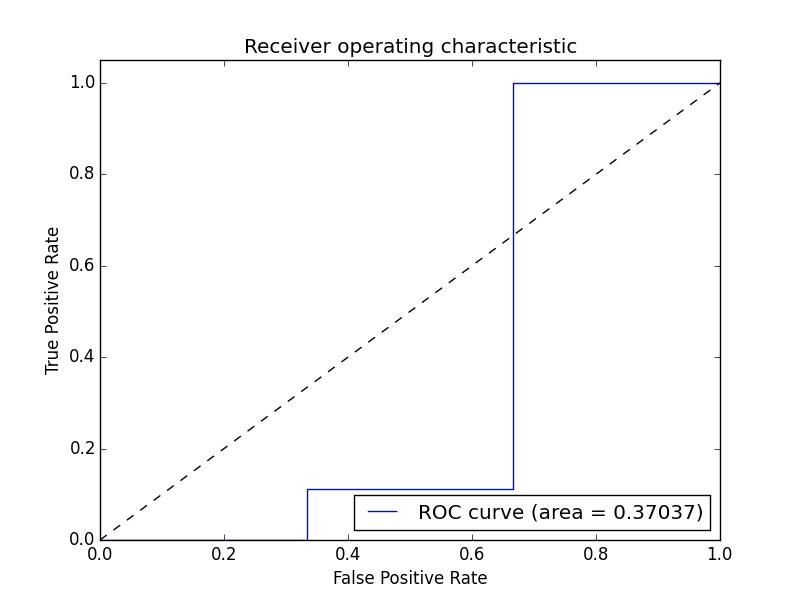 Receiver operating characteristic
1.0
0.8
0.6
0.4
0.2
0.0
True Positive Rate
ROC curve (area = 0.37037)
0.0 0.2 0.4 0.6 0.8 1.0
False Positive Rate